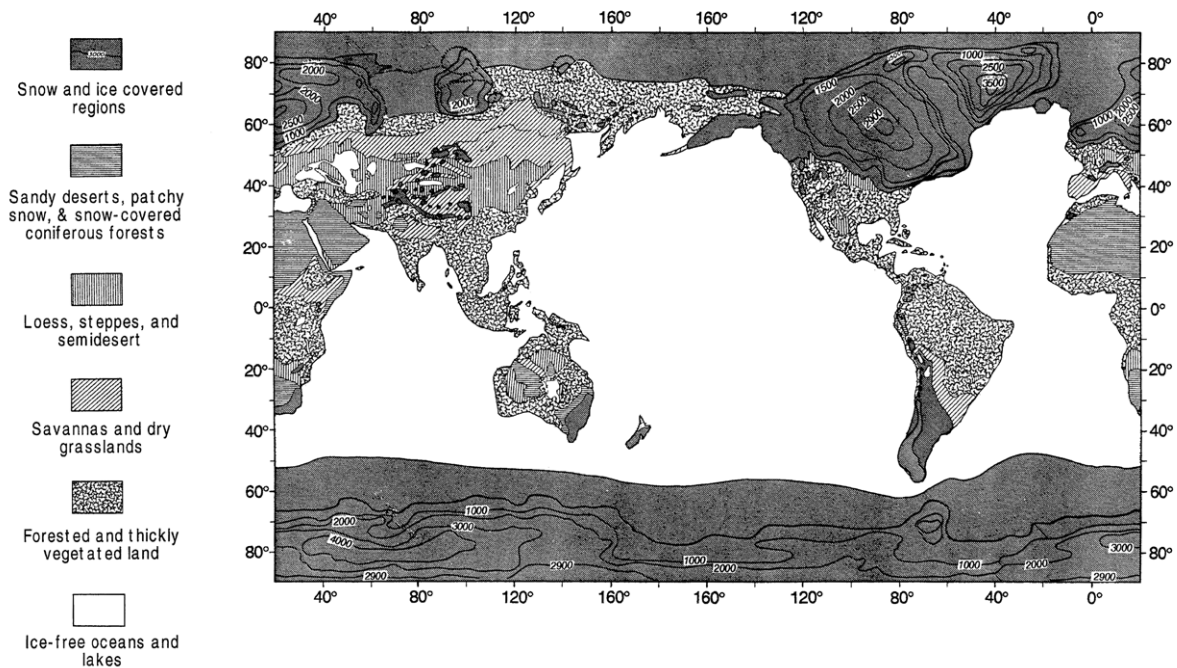 40° 80° 120° 160° 160° 120° 80° 40° 0°
3000
Snow and ice covered
regions
Sandy deserts, patchy
snow, & snow-covered
coniferous forests
Loess, steppes, and
semidesert
Savannas and dry
grasslands
Forested and thickly
vegetated land
Ice-free oceans and
lakes
80° 80°
60° 60°
40° 40°
20° 20°
0° 0°
20° 20°
40° 40°
60° 60°
80° 80°
2000
2000
1000
2000
1500
2000
2500
1000
2500
3500
1000
2000
1000
3000
4000
2900
2900
1000
2000
1000
2000
3000
2900
40° 80° 120° 160° 160° 120° 80° 40° 0°